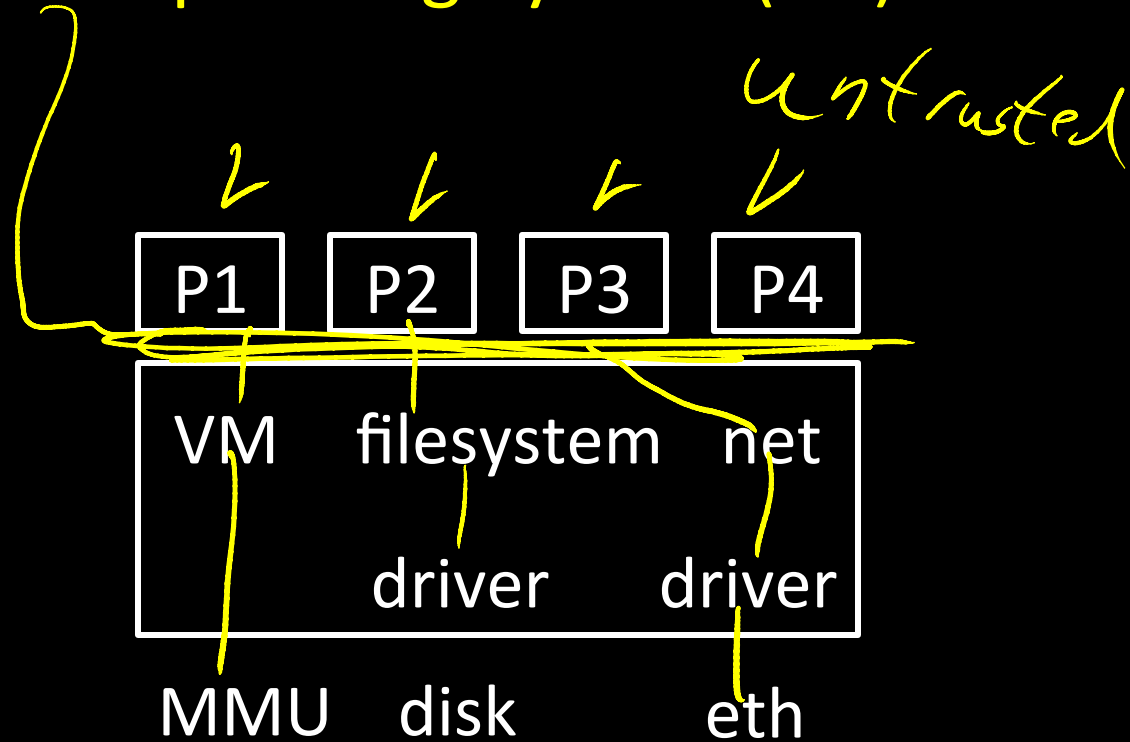 untrusted
P1 P2 P3 P4
VM filesystem net
driver driver
MMU disk eth